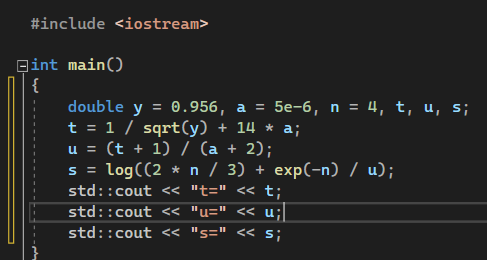 #include <iostream>
int main()
{
double y = 0.956, a = 5e-6, n = 4, t, u, s;
t = 1 / sqrt(y) + 14 * a;
u = (t + 1) / (a + 2);
s = log((2 * n / 3) + exp(-n) / u);
std::cout << "t=" << t;
std::cout << "u=" << u;
std::cout << "s=" << s;
}